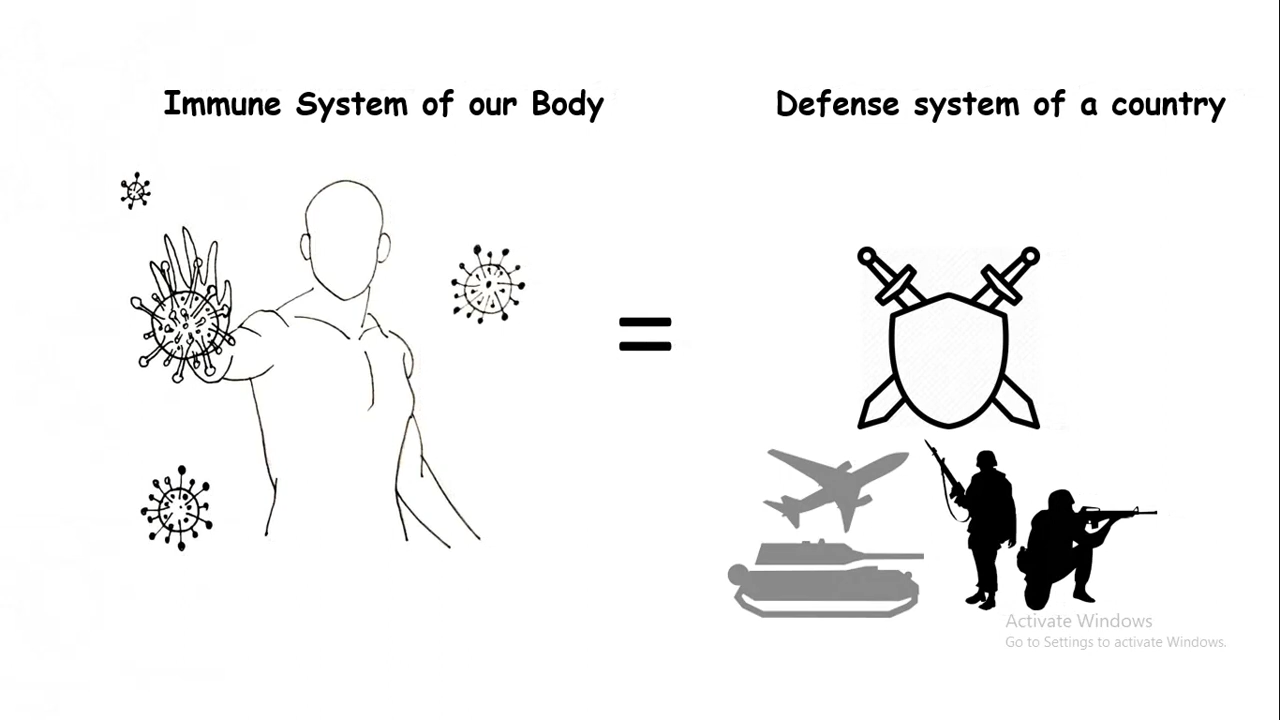 Immune System of our Body
Defense system of a country
=
Activate Windows
Go to Settings to activate Windows.